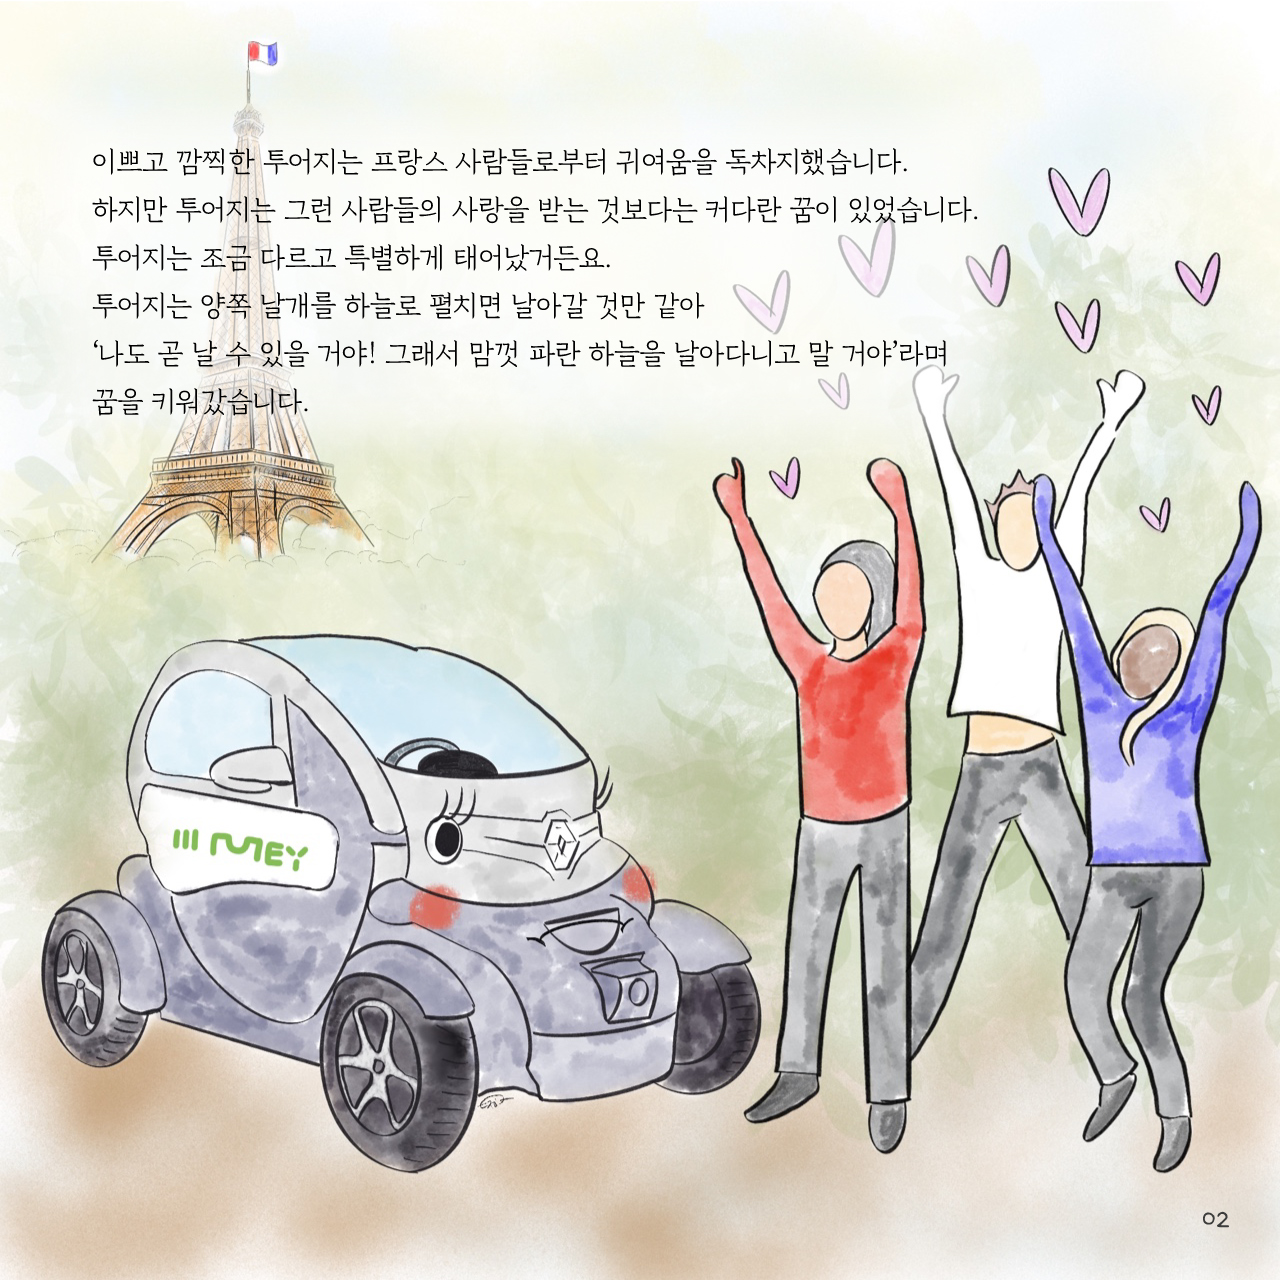 이쁘고 깜찍한 투어지는 프랑스 사람들로부터 귀여움을 독차지했습니다.
하지만 투어지는 그런 사람들의 사랑을 받는 것보다는 커다란 꿈이 있었습니다.
투어지는 조금 다르고 특별하게 태어났거든요.
투어지는 양쪽 날개를 하늘로 펼치면 날아갈 것만 같아
‘나도 곧 날 수 있을 거야! 그래서 맘껏 파란 하늘을 날아다니고 말 거야’라며
꿈을 키워갔습니다.
MEY
02